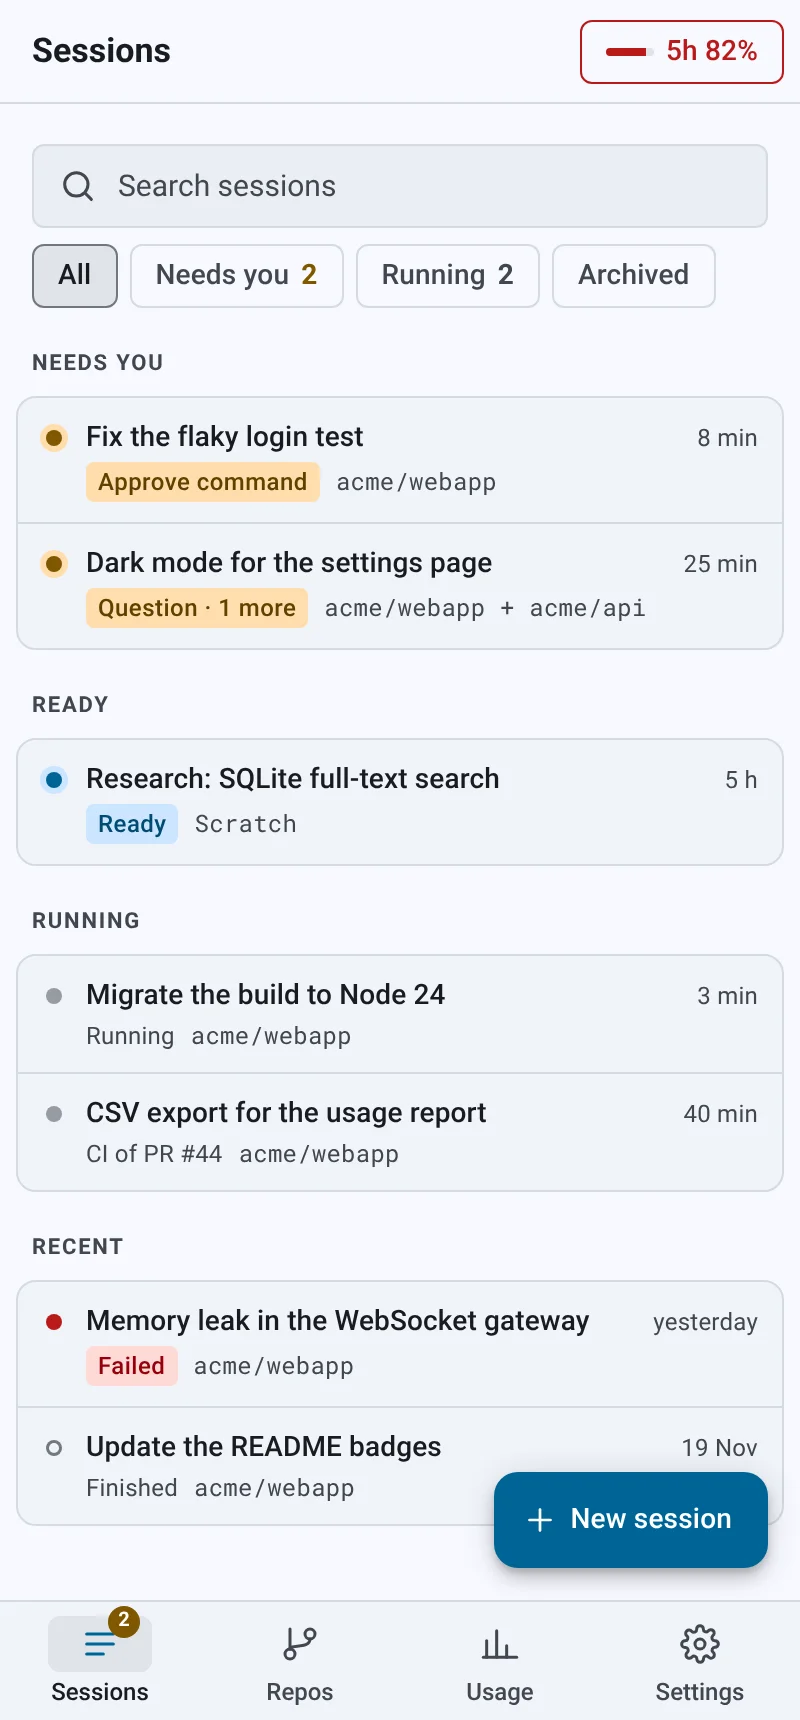 Sessions
5h 82%
Search sessions
All
Needs you 2
Running 2
Archived
NEEDS YOU
Fix the flaky login test
8 min
Approve command acme/webapp
Dark mode for the settings page
25 min
Question · 1 more acme/webapp + acme/api
READY
Research: SQLite full-text search
5 h
Ready Scratch
RUNNING
Migrate the build to Node 24
3 min
Running acme/webapp
CSV export for the usage report
40 min
CI of PR #44 acme/webapp
RECENT
Memory leak in the WebSocket gateway
yesterday
Failed acme/webapp
Update the README badges
19 Nov
Finished acme/webapp
New session
2
Sessions
Repos
Usage
Settings